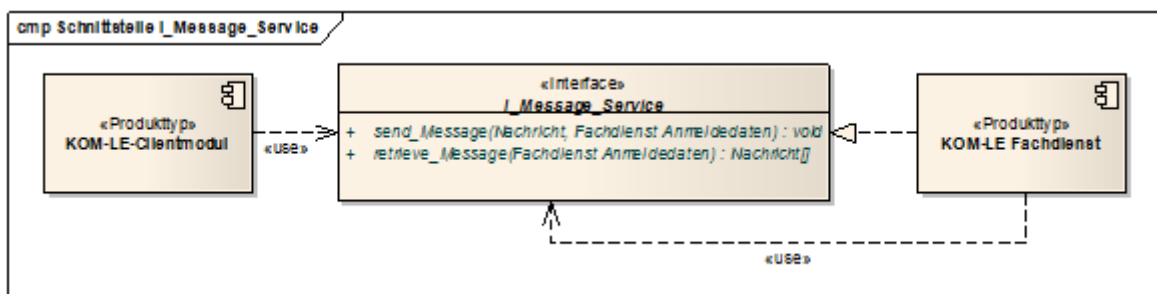 cmp Schnittstelle I_Message_Service
«Produkttyp»
KOM-LE-Clientmodul
«use»
«interface»
I_Message_Service
+ send_Message(Nachricht, Fachdienst Anmeldedaten) : void
+ retrieve_Message(Fachdienst Anmeldedaten) : Nachricht[]
«Produkttyp»
KOM-LE Fachdienst
«use»